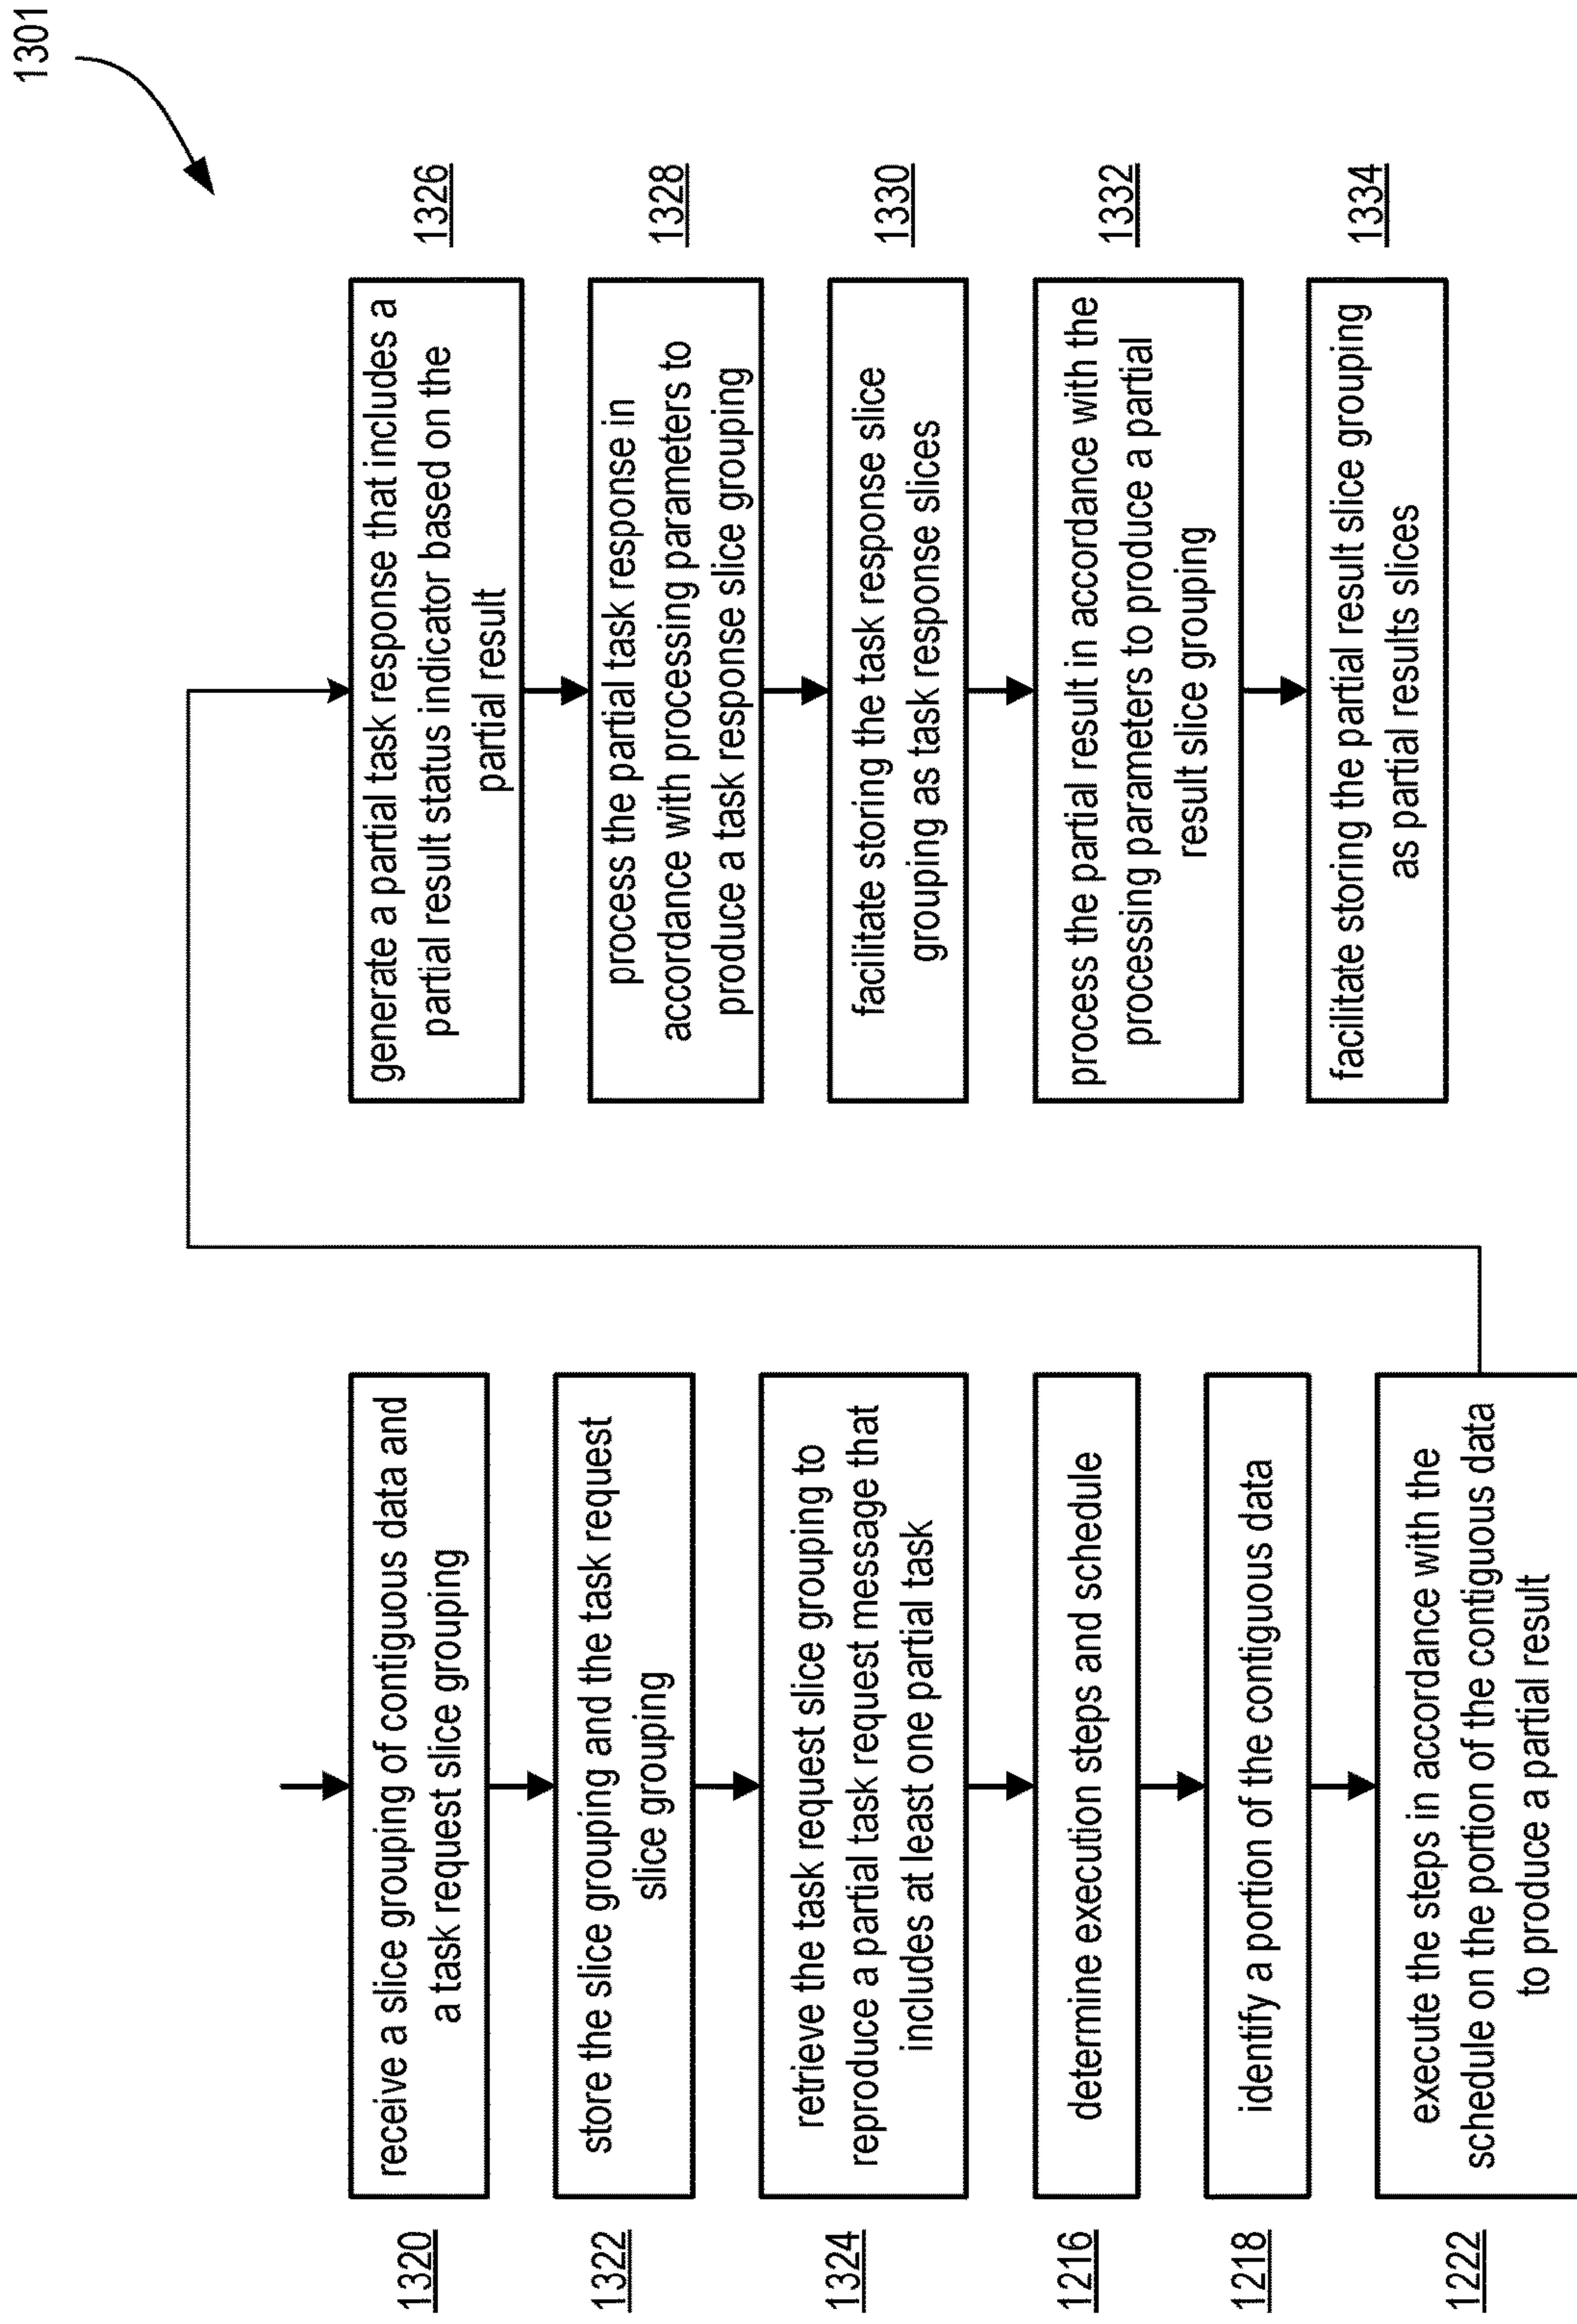 1301
1320
receive a slice grouping of contiguous data and
a task request slice grouping
1322
store the slice grouping and the task request
slice grouping
1324
retrieve the task request slice grouping to
reproduce a partial task request message that
includes at least one partial task
1216
determine execution steps and schedule
1218
identify a portion of the contiguous data
1222
execute the steps in accordance with the
schedule on the portion of the contiguous data
to produce a partial result
generate a partial task response that includes a
partial result status indicator based on the
partial result
1326
process the partial task response in
accordance with processing parameters to
produce a task response slice grouping
1328
facilitate storing the task response slice
grouping as task response slices
1330
process the partial result in accordance with the
processing parameters to produce a partial
result slice grouping
1332
facilitate storing the partial result slice grouping
as partial results slices
1334